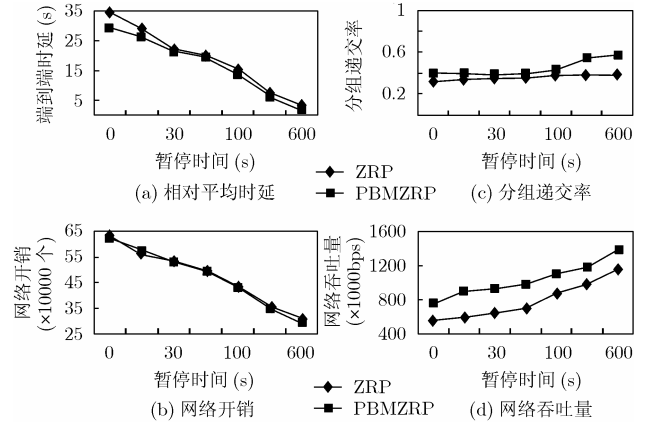 端到端时延 (s)
35
25
15
5
0
30
100
600
暂停时间 (s)
(a) 相对平均时延
分组递交率
1
0.6
0.2
0
30
100
600
暂停时间 (s)
(c) 分组递交率
ZRP
PBMZRP
网络开销
(×10000 个)
65
55
45
35
25
0
30
100
600
暂停时间 (s)
(b) 网络开销
网络吞吐量
(×1000bps)
1600
1200
800
400
0
30
100
600
暂停时间 (s)
(d) 网络吞吐量
ZRP
PBMZRP